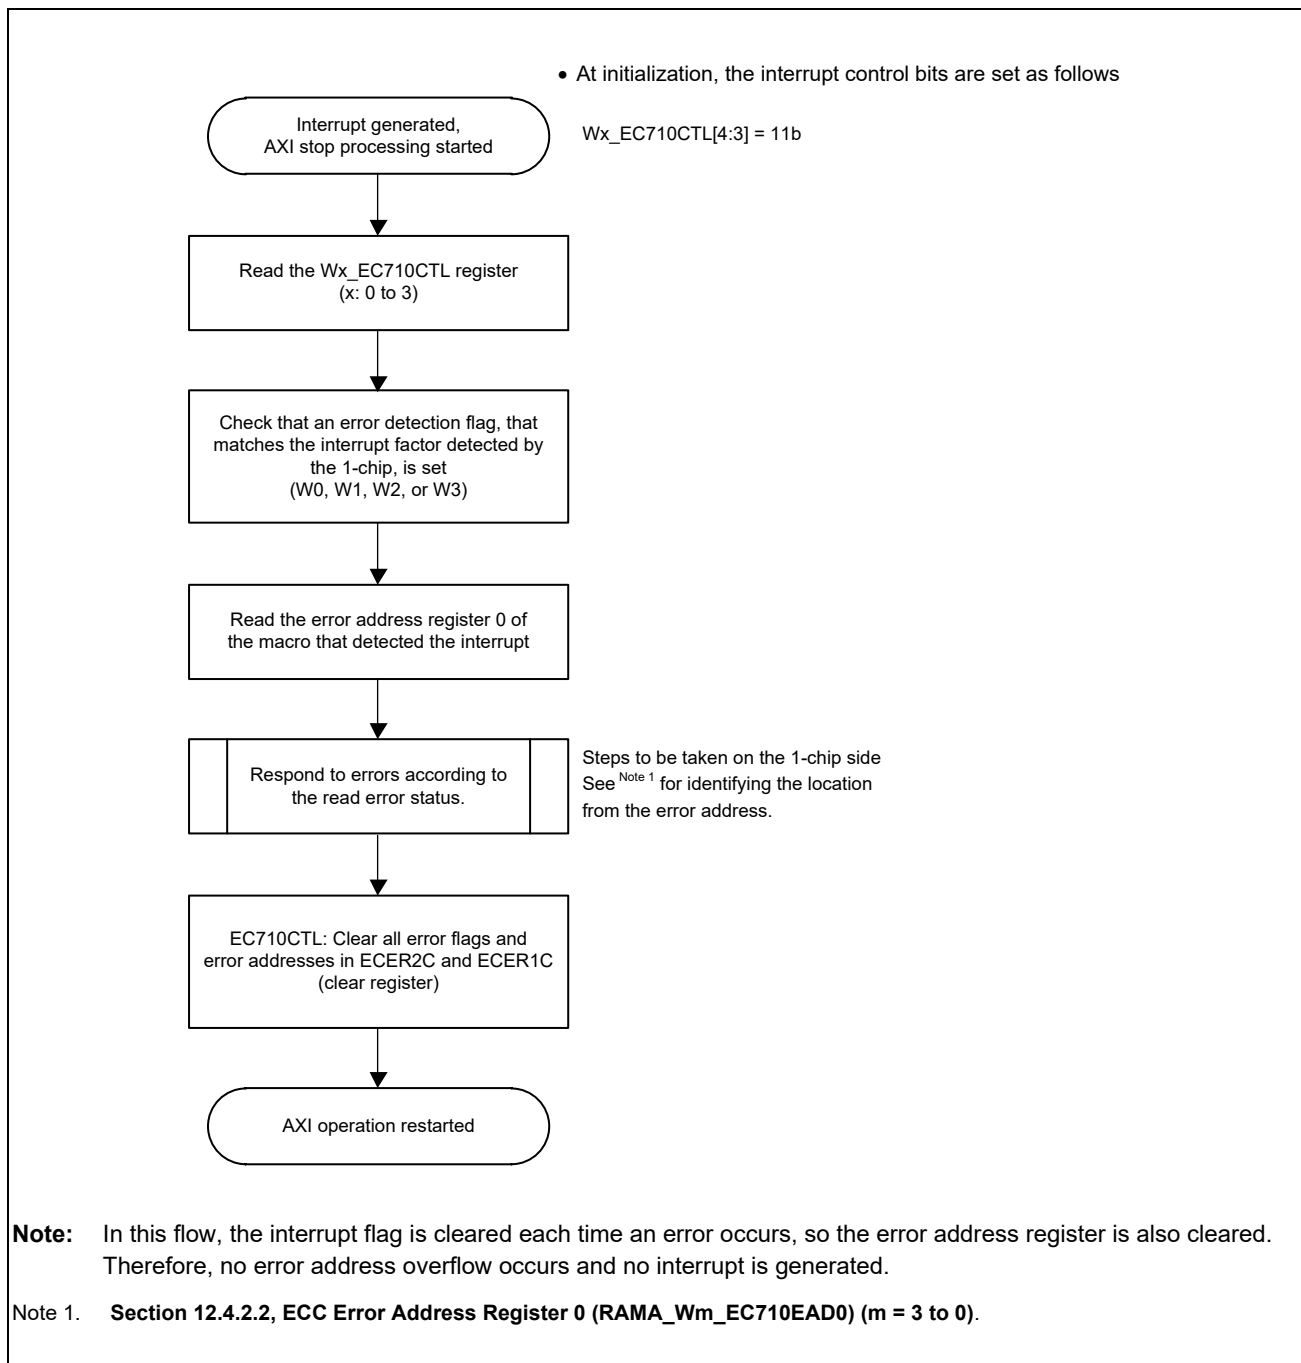 • At initialization, the interrupt control bits are set as follows
Interrupt generated,
AXI stop processing started
Wx_EC710CTL[4:3] = 11b
Read the Wx_EC710CTL register
(x: 0 to 3)
Check that an error detection flag, that
matches the interrupt factor detected by
the 1-chip, is set
(W0, W1, W2, or W3)
Read the error address register 0 of
the macro that detected the interrupt
Respond to errors according to
the read error status.
Steps to be taken on the 1-chip side
See Note 1 for identifying the location
from the error address.
EC710CTL: Clear all error flags and
error addresses in ECER2C and ECER1C
(clear register)
AXI operation restarted
Note: In this flow, the interrupt flag is cleared each time an error occurs, so the error address register is also cleared.
Therefore, no error address overflow occurs and no interrupt is generated.
Note 1. Section 12.4.2.2, ECC Error Address Register 0 (RAMA_Wm_EC710EAD0) (m = 3 to 0).